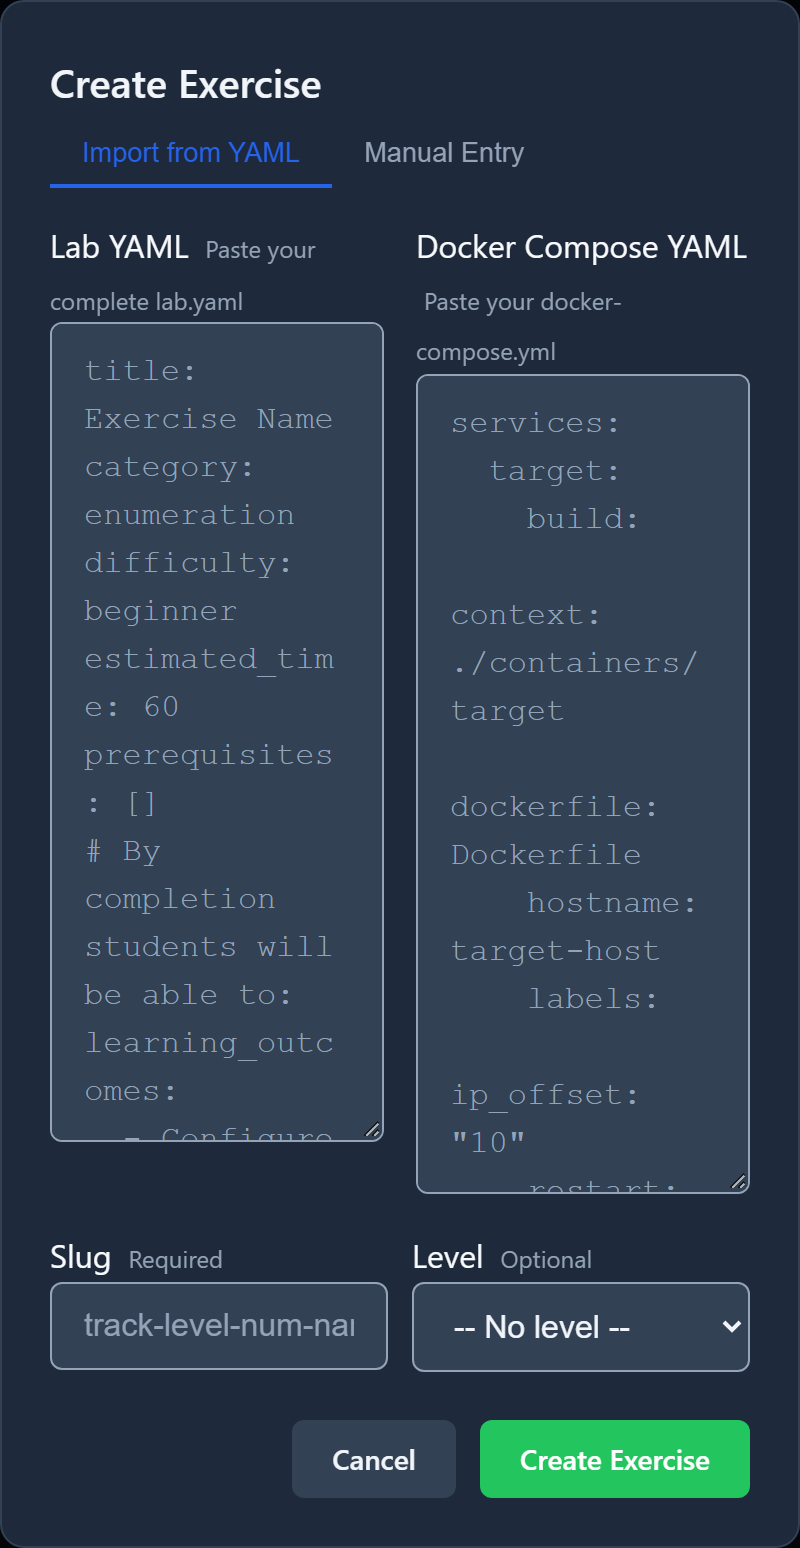 Create Exercise
Import from YAML
Manual Entry
Lab YAML Paste your
complete lab.yaml
title:
Exercise Name
category:
enumeration
difficulty:
beginner
estimated_tim
e: 60
prerequisites
: []
# By
completion
students will
be able to:
learning_outc
omes:
- Configure
Docker Compose YAML
Paste your docker-
compose.yml
services:
target:
build:
context:
./containers/
target
dockerfile:
Dockerfile
hostname:
target-host
labels:
ip_offset:
"10"
restart:
Slug Required
track-level-num-nar
Level Optional
-- No level --
Cancel
Create Exercise